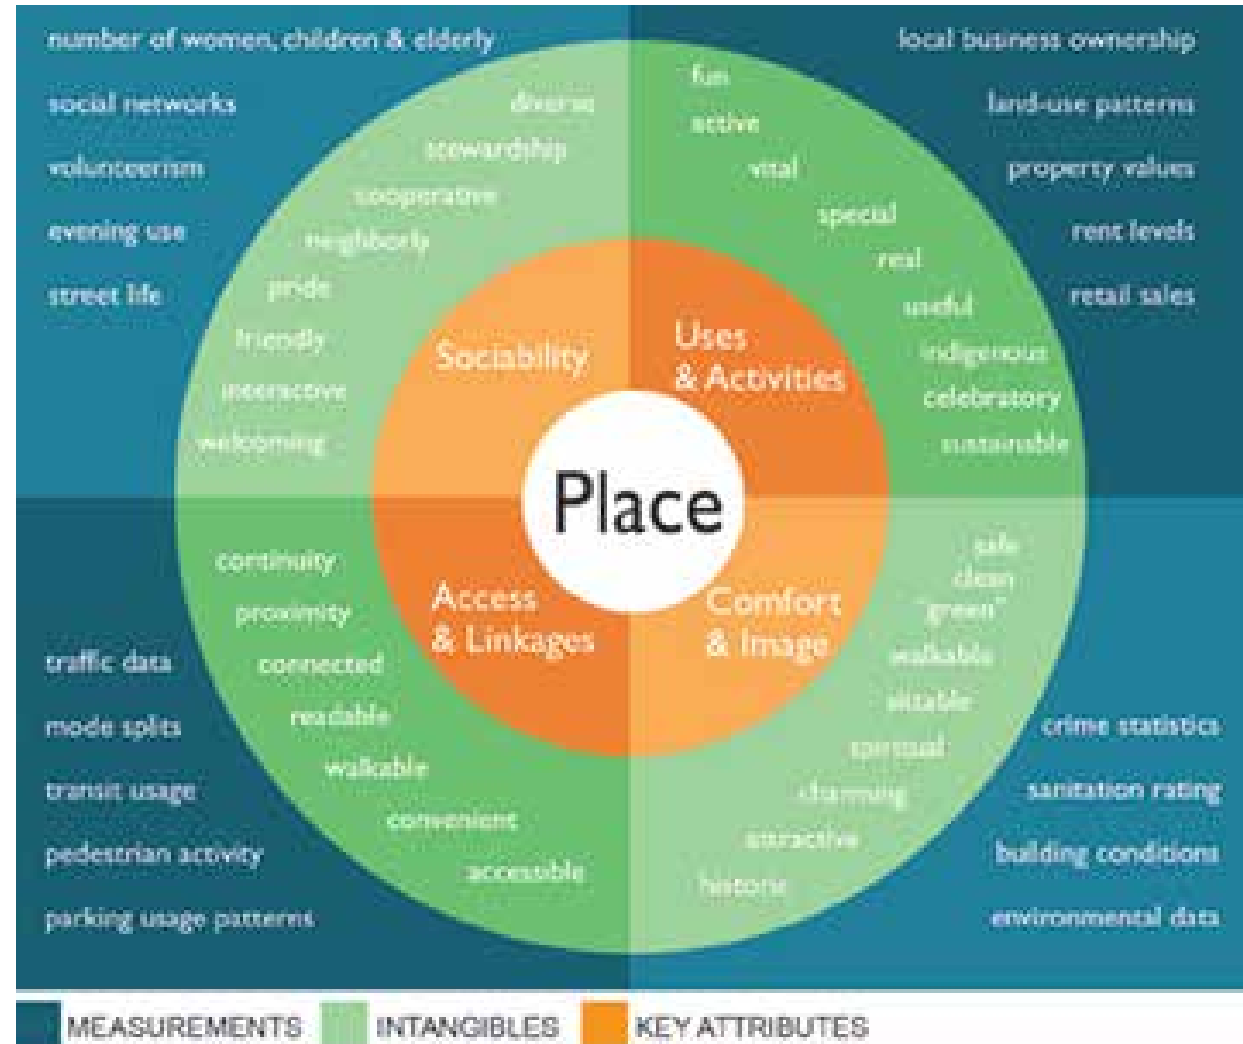 number of women, children & elderly
social networks
volunteerism
evening use
street life
diverse
stewardship
cooperative
neighborly
pride
friendly
interactive
welcoming
Sociability
fun
active
vital
special
real
useful
indigenous
celebratory
sustainable
Uses
& Activities
local business ownership
land-use patterns
property values
rent levels
retail sales
Place
continuity
proximity
connected
readable
walkable
convenient
accessible
Access
& Linkages
traffic data
mode splits
transit usage
pedestrian activity
parking usage patterns
Comfort
& Image
safe
clean
"green"
walkable
sittable
spiritual
charming
attractive
historic
crime statistics
sanitation rating
building conditions
environmental data
MEASUREMENTS
INTANGIBLES
KEY ATTRIBUTES